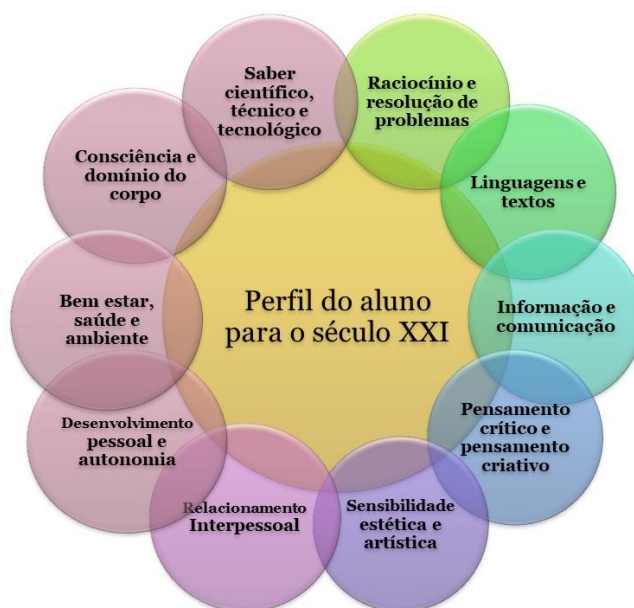 Perfil do aluno
para o século XXI
Raciocínio e
resolução de
problemas
Linguagens e
textos
Informação e
comunicação
Pensamento
crítico e
pensamento
criativo
Sensibilidade
estética e
artística
Relacionamento
Interpessoal
Desenvolvimento
pessoal e
autonomia
Bem estar,
saúde e
ambiente
Consciência e
domínio do
corpo
Saber
científico,
técnico e
tecnológico